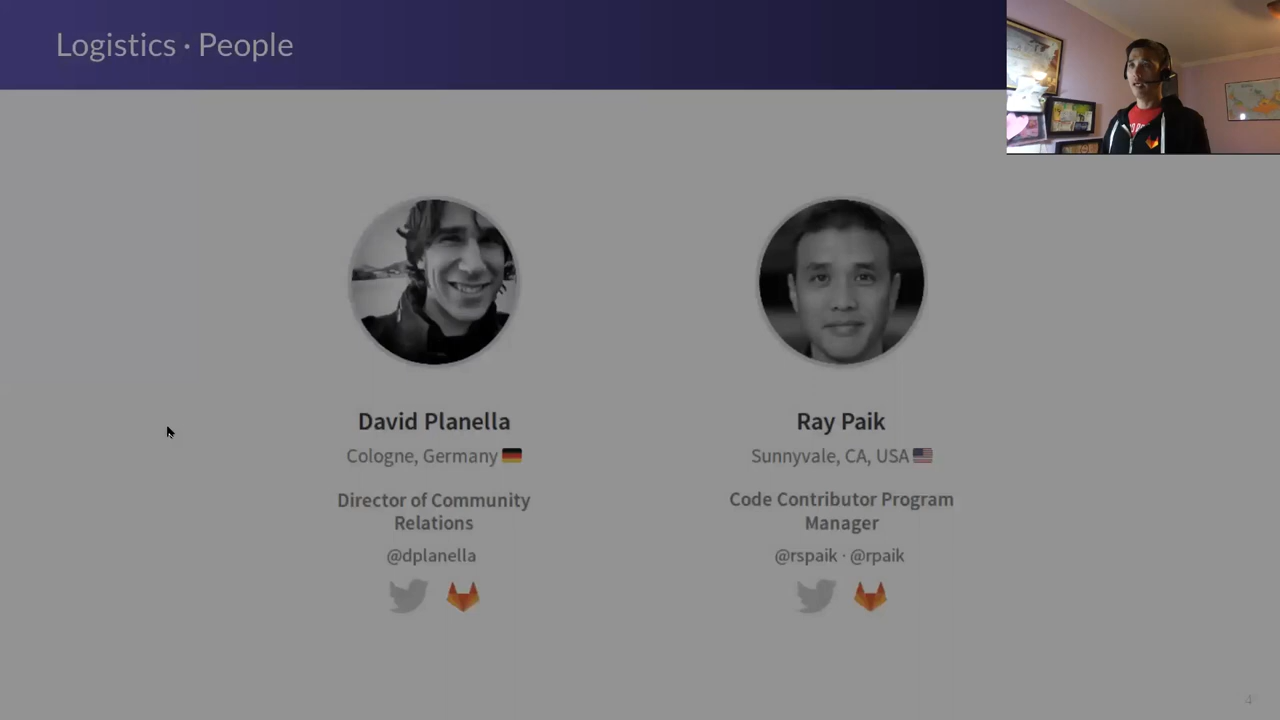 Logistics · People
David Planella
Cologne, Germany
Director of Community
Relations
@dplanella
Ray Paik
Sunnyvale, CA, USA
Code Contributor Program
Manager
@rspaik · @rpaik
4